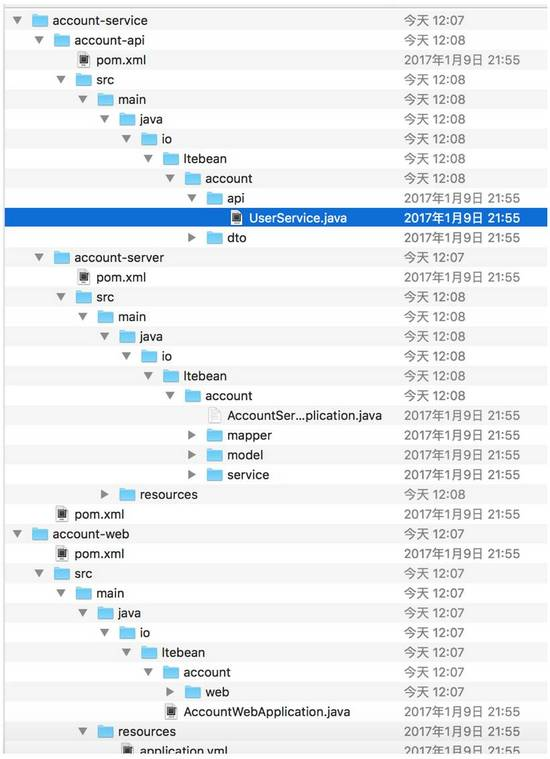 account-service 今天 12:07
account-api 今天 12:08
pom.xml 2017年1月9日 21:55
src 今天 12:08
main 今天 12:08
java 今天 12:08
io 今天 12:08
ltebean 今天 12:08
account 今天 12:08
api 2017年1月9日 21:55
UserService.java 2017年1月9日 21:55
dto 2017年1月9日 21:55
account-server 今天 12:07
pom.xml 2017年1月9日 21:55
src 今天 12:08
main 今天 12:08
java 今天 12:08
io 今天 12:08
ltebean 今天 12:08
account 今天 12:08
AccountSer...plication.java 2017年1月9日 21:55
mapper 2017年1月9日 21:55
model 2017年1月9日 21:55
service 2017年1月9日 21:55
resources 今天 12:08
pom.xml 2017年1月9日 21:55
account-web 今天 12:07
pom.xml 2017年1月9日 21:55
src 今天 12:07
main 今天 12:07
java 今天 12:07
io 今天 12:07
ltebean 今天 12:07
account 今天 12:07
web 今天 12:07
AccountWebApplication.java 2017年1月9日 21:55
resources 2017年1月9日 21:55
application.yml 2017年1月9日 21:55